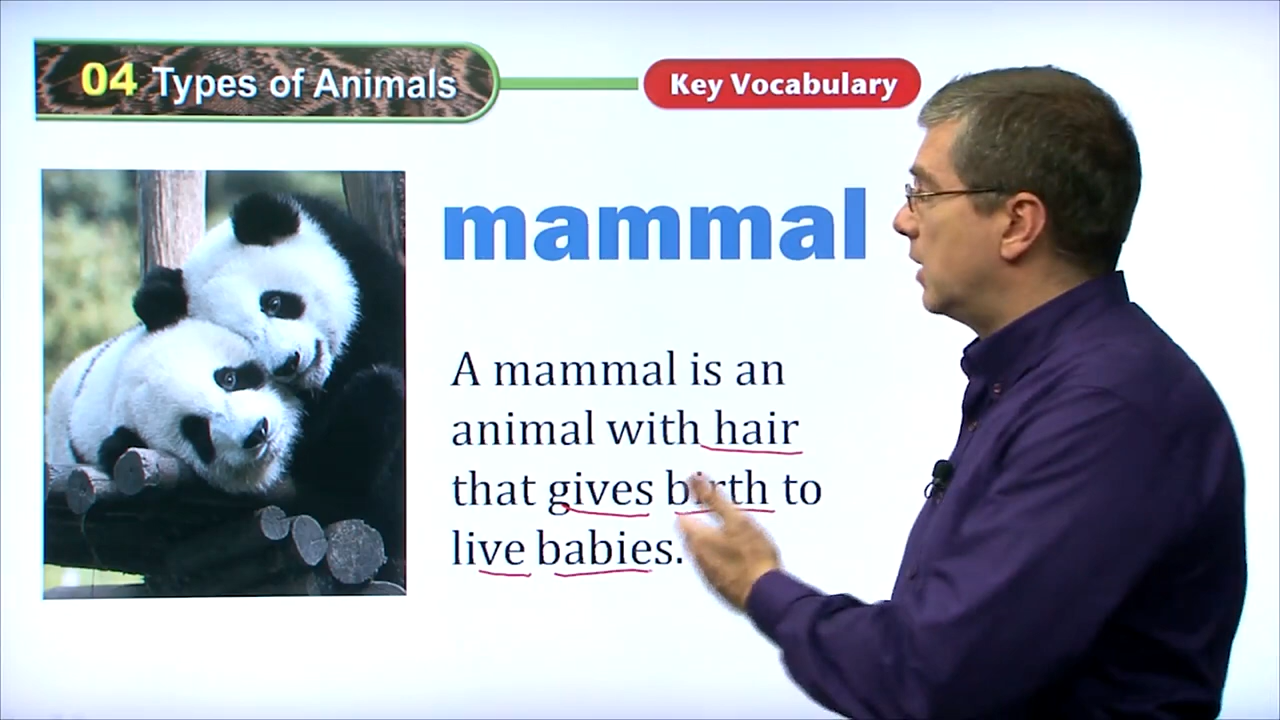 04 Types of Animals
Key Vocabulary
mammal
A mammal is an
animal with hair
that gives birth to
live babies.